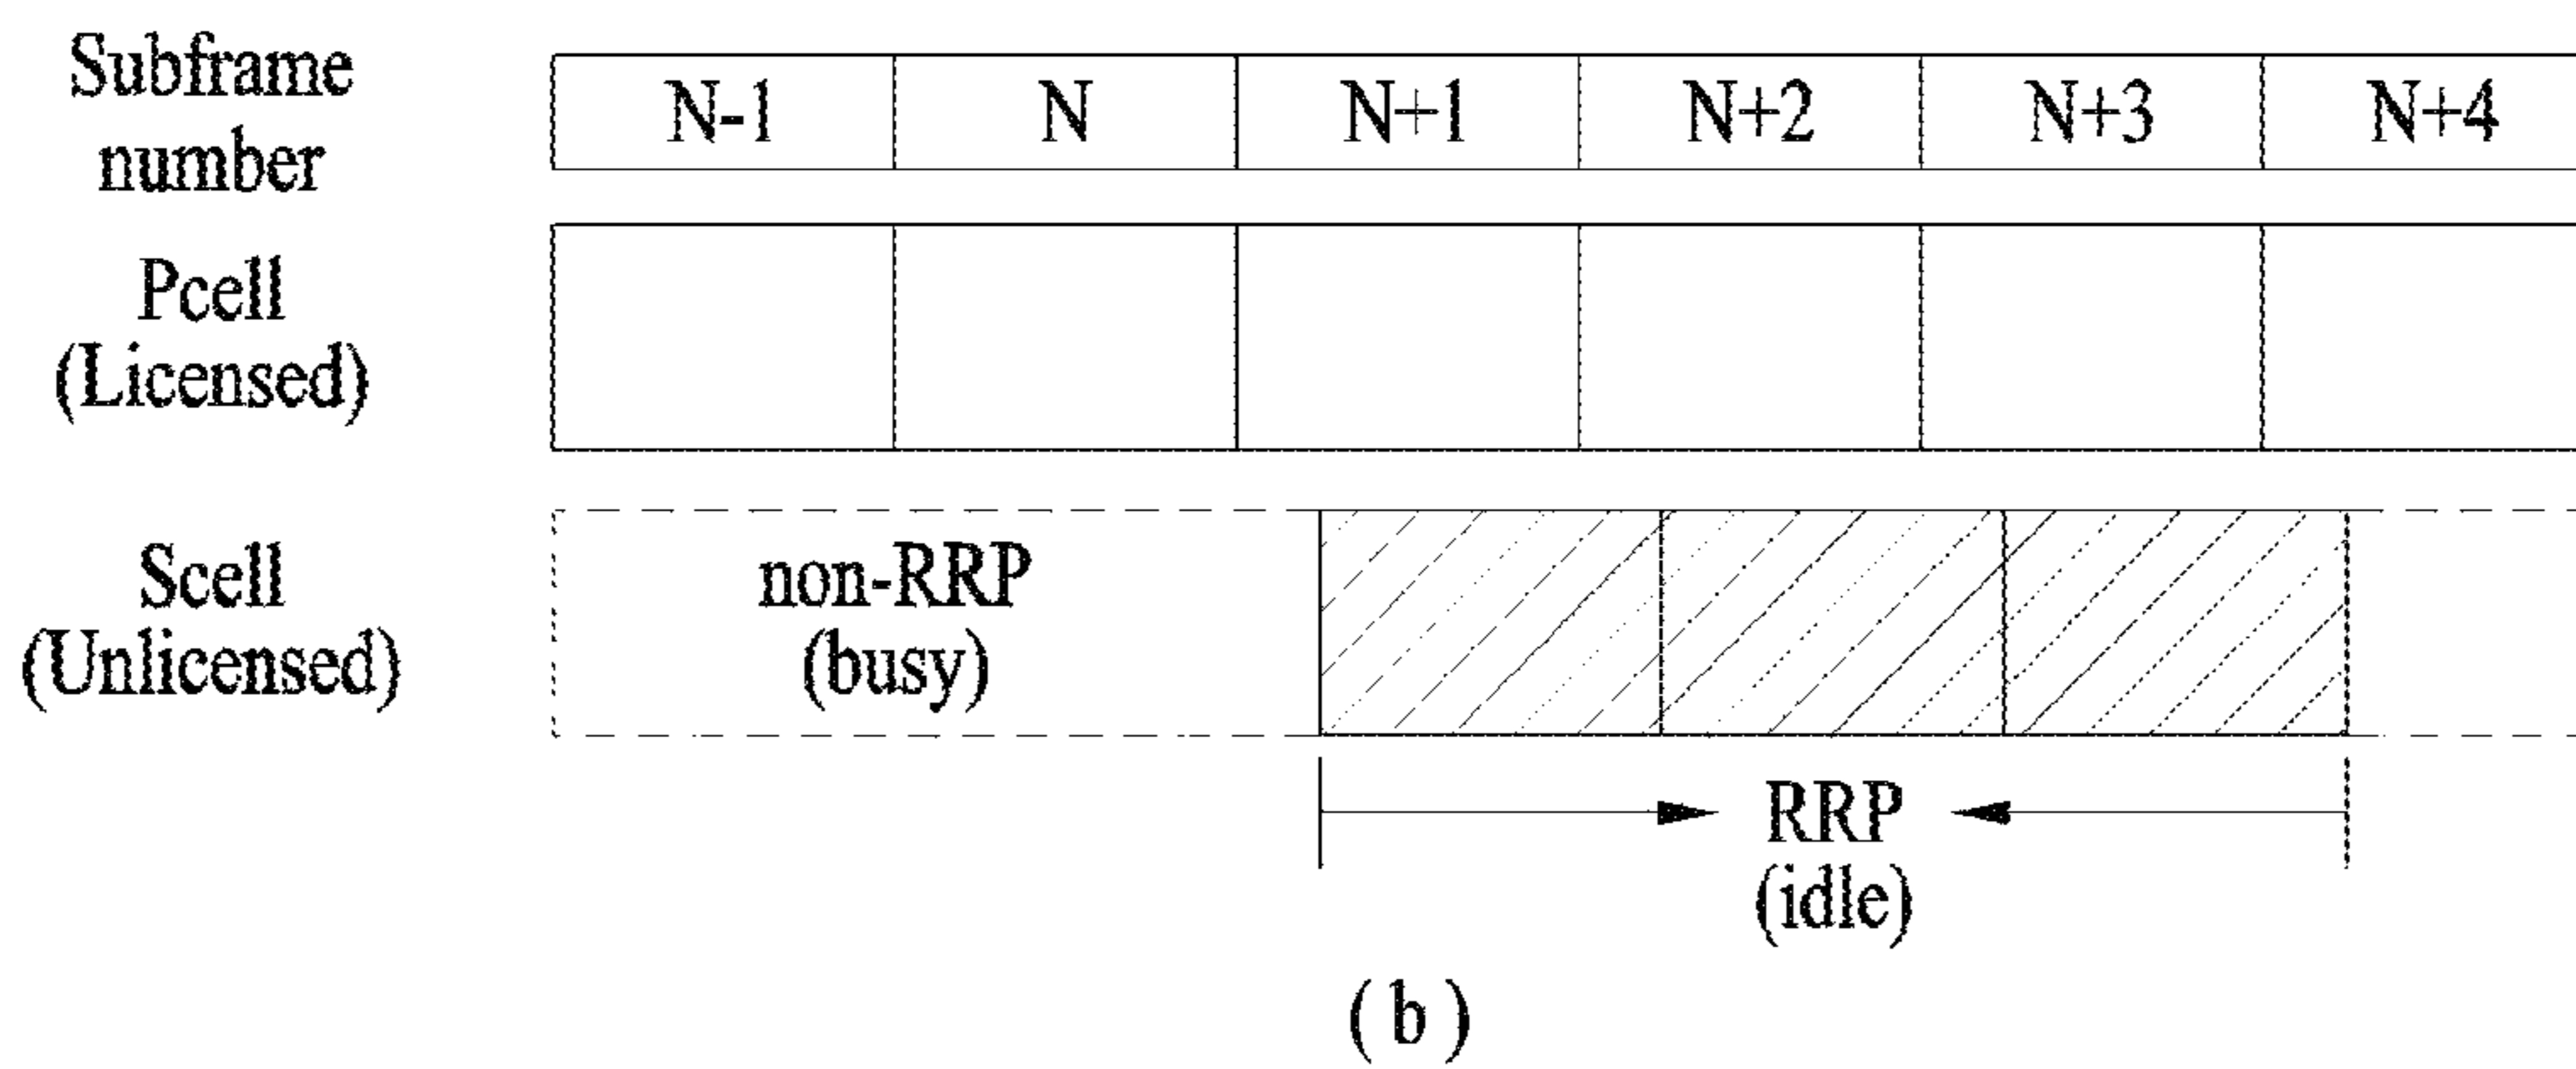 Subframe
number
N-1 N N+1 N+2 N+3 N+4
Pcell
(Licensed)
Scell
(Unlicensed)
non-RRP
(busy)
RRP
(idle)
( b )